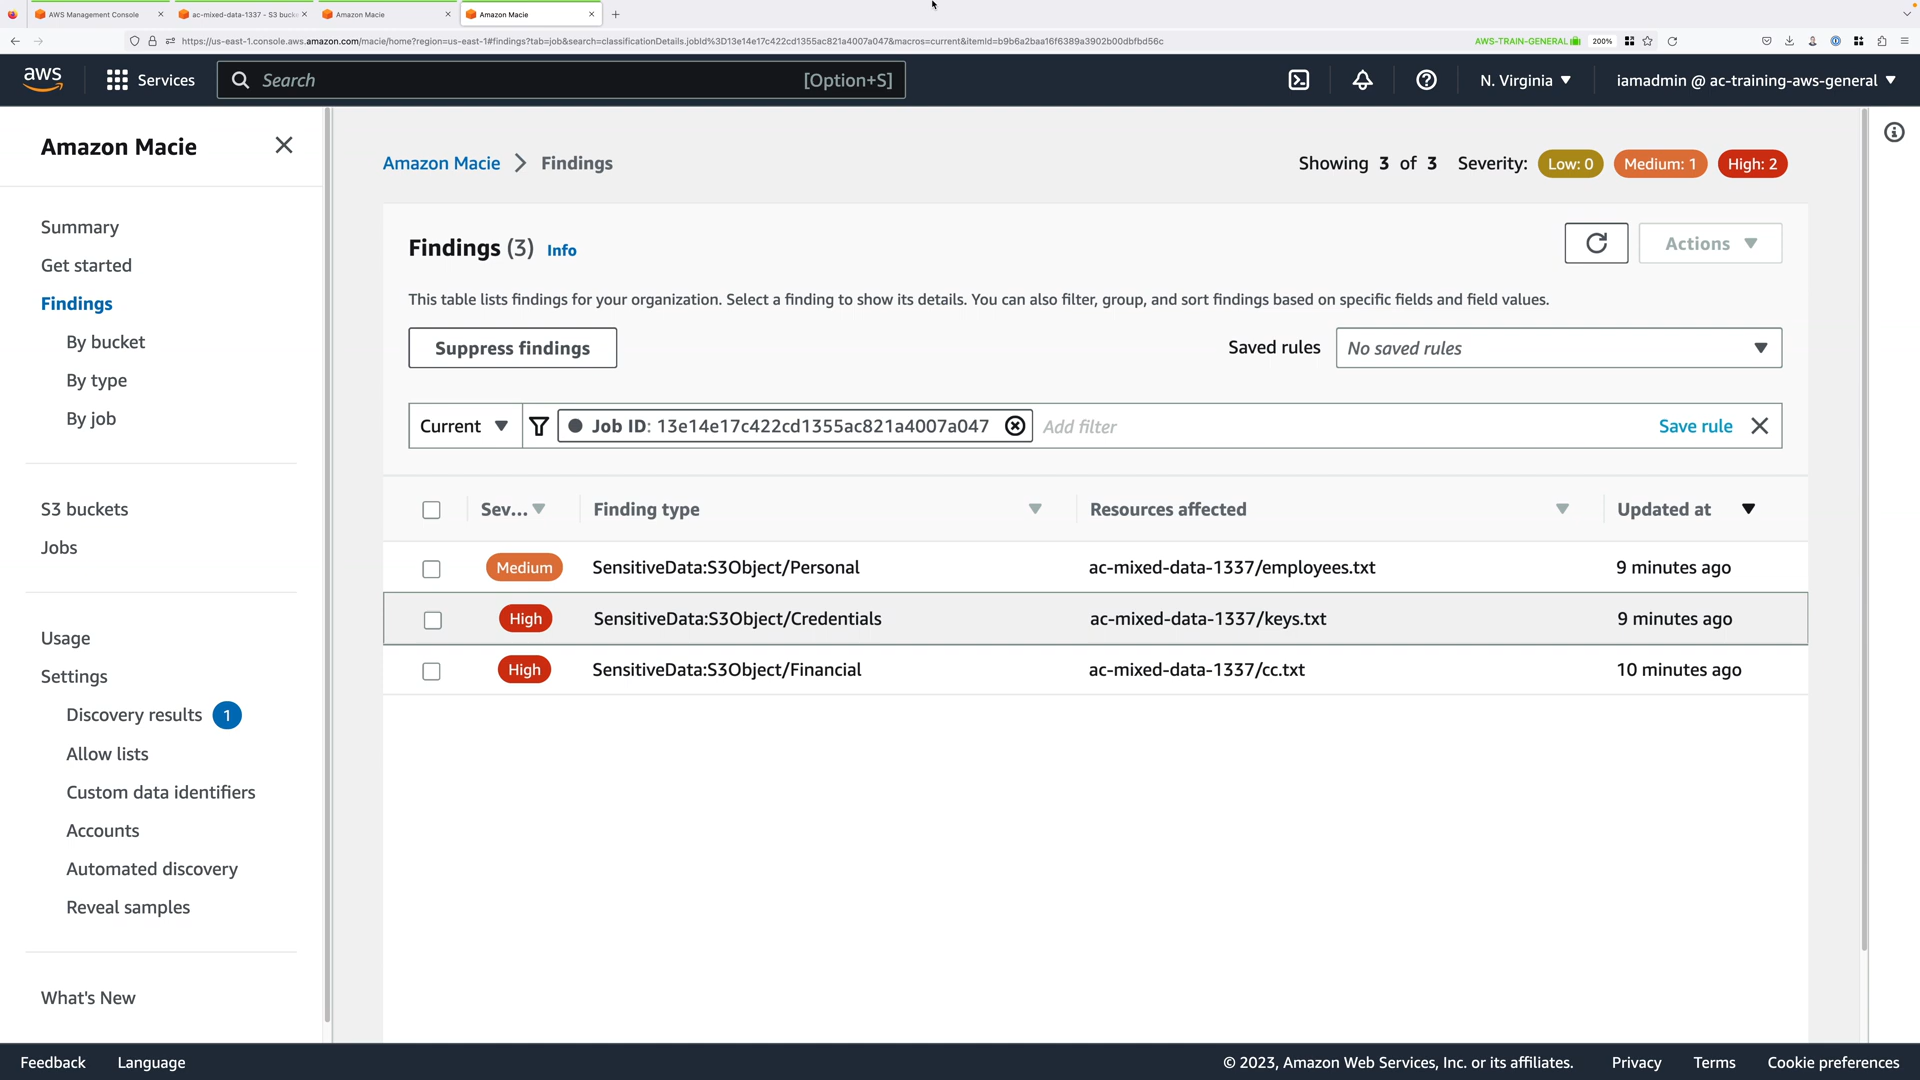 AWS Management Console
ac-mixed-data-1337 - S3 bucke
Amazon Macie
Amazon Macie
https://us-east-1.console.aws.amazon.com/macie/home?region=us-east-1#findings?tab=job&search=classificationDetails.jobId%3D13e14e17c422cd1355ac821a4007a047&macros=current&itemId=b9b6a2baa16f6389a3902b00dbfbd56c
AWS-TRAIN-GENERAL
200%
aws
Services
Search
[Option+S]
N. Virginia
iamadmin @ ac-training-aws-general
Amazon Macie
Summary
Get started
Findings
By bucket
By type
By job
S3 buckets
Jobs
Usage
Settings
Discovery results 1
Allow lists
Custom data identifiers
Accounts
Automated discovery
Reveal samples
What's New
Amazon Macie > Findings
Showing 3 of 3 Severity: Low: 0 Medium: 1 High: 2
Findings (3) Info
Actions
This table lists findings for your organization. Select a finding to show its details. You can also filter, group, and sort findings based on specific fields and field values.
Suppress findings
Saved rules No saved rules
Current Job ID: 13e14e17c422cd1355ac821a4007a047 Add filter Save rule
Sev... Finding type Resources affected Updated at
Medium SensitiveData:S3Object/Personal ac-mixed-data-1337/employees.txt 9 minutes ago
High SensitiveData:S3Object/Credentials ac-mixed-data-1337/keys.txt 9 minutes ago
High SensitiveData:S3Object/Financial ac-mixed-data-1337/cc.txt 10 minutes ago
Feedback Language © 2023, Amazon Web Services, Inc. or its affiliates. Privacy Terms Cookie preferences